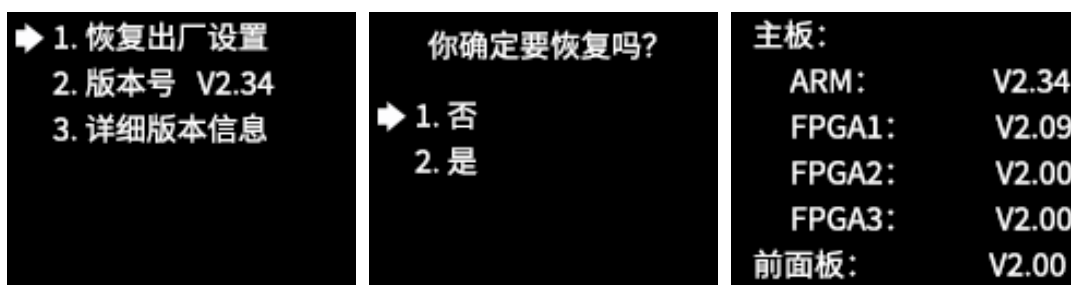 1. 恢复出厂设置
2. 版本号 V2.34
3. 详细版本信息
你确定要恢复吗?
1. 否
2. 是
主板:
ARM: V2.34
FPGA1: V2.09
FPGA2: V2.00
FPGA3: V2.00
前面板: V2.00